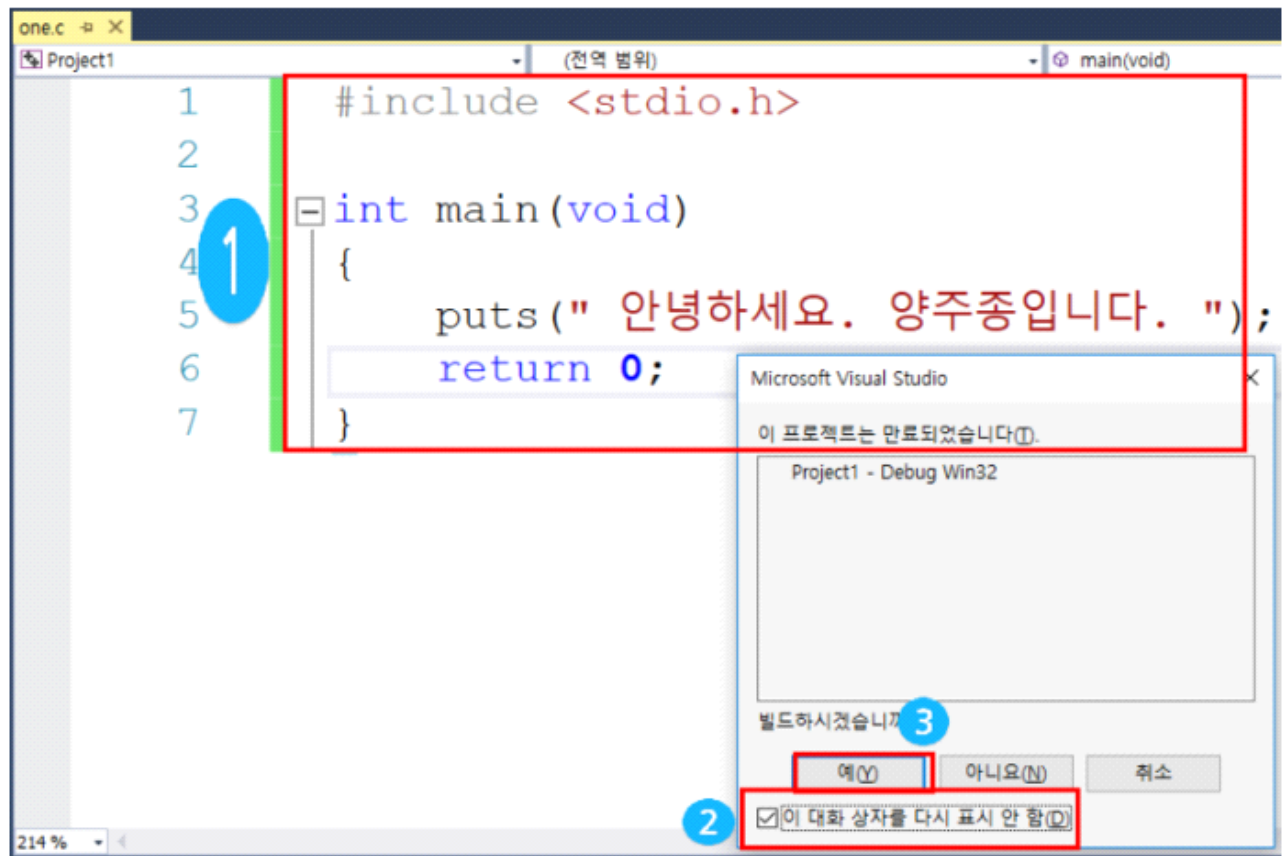 one.c
Project1 (전역 범위) main(void)
1 #include <stdio.h>
2
3 int main(void)
4 {
5 puts(" 안녕하세요. 양주종입니다. ");
6 return 0;
7 }
1
Microsoft Visual Studio
이 프로젝트는 만료되었습니다(T).
Project1 - Debug Win32
빌드하시겠습니까
3
예(Y) 아니요(N) 취소
2
이 대화 상자를 다시 표시 안 함(D)
214 %